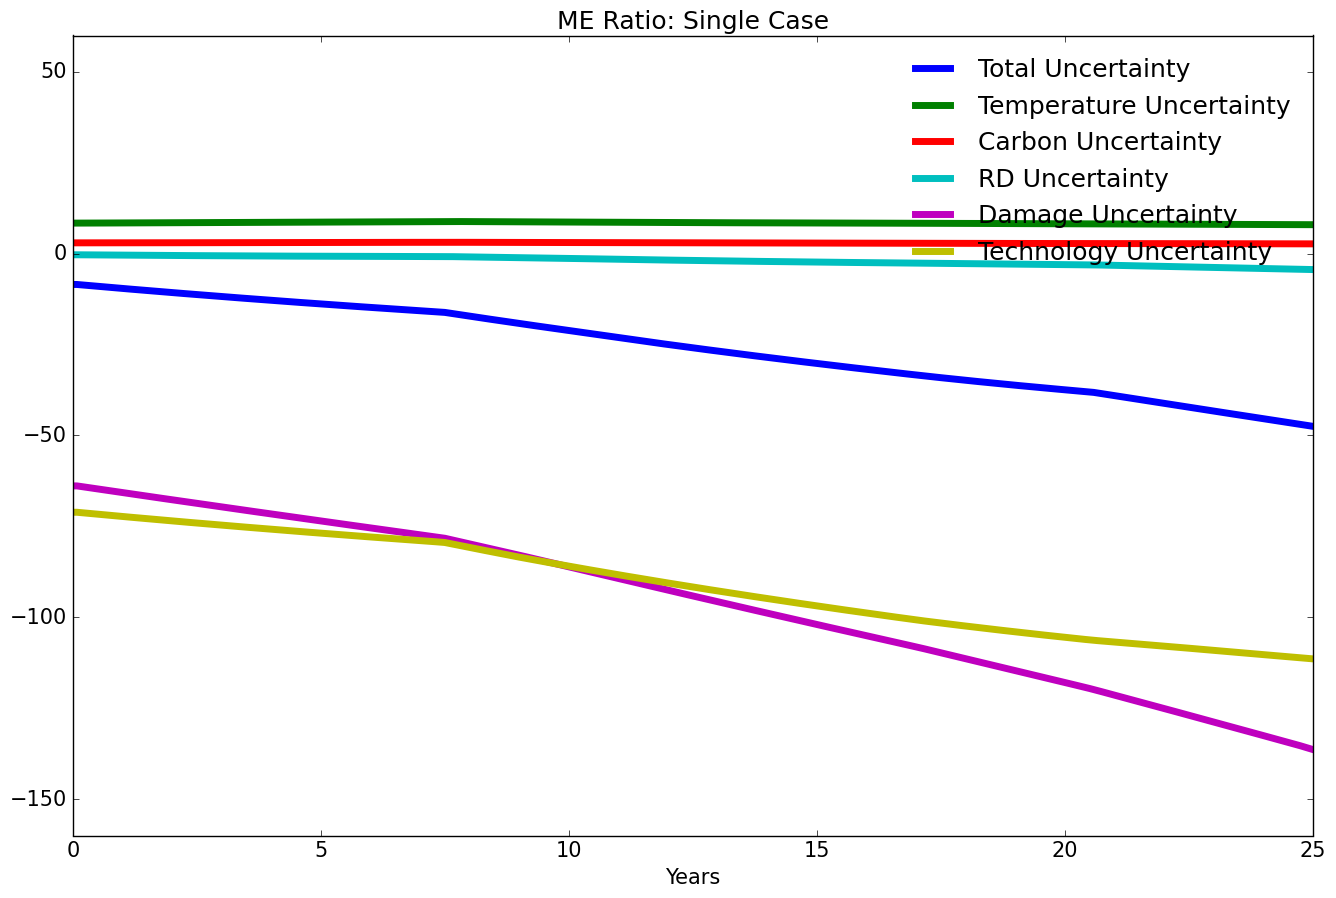 ME Ratio: Single Case
50
0
−50
−100
−150
Total Uncertainty
Temperature Uncertainty
Carbon Uncertainty
RD Uncertainty
Damage Uncertainty
Technology Uncertainty
0 5 10 15 20 25
Years